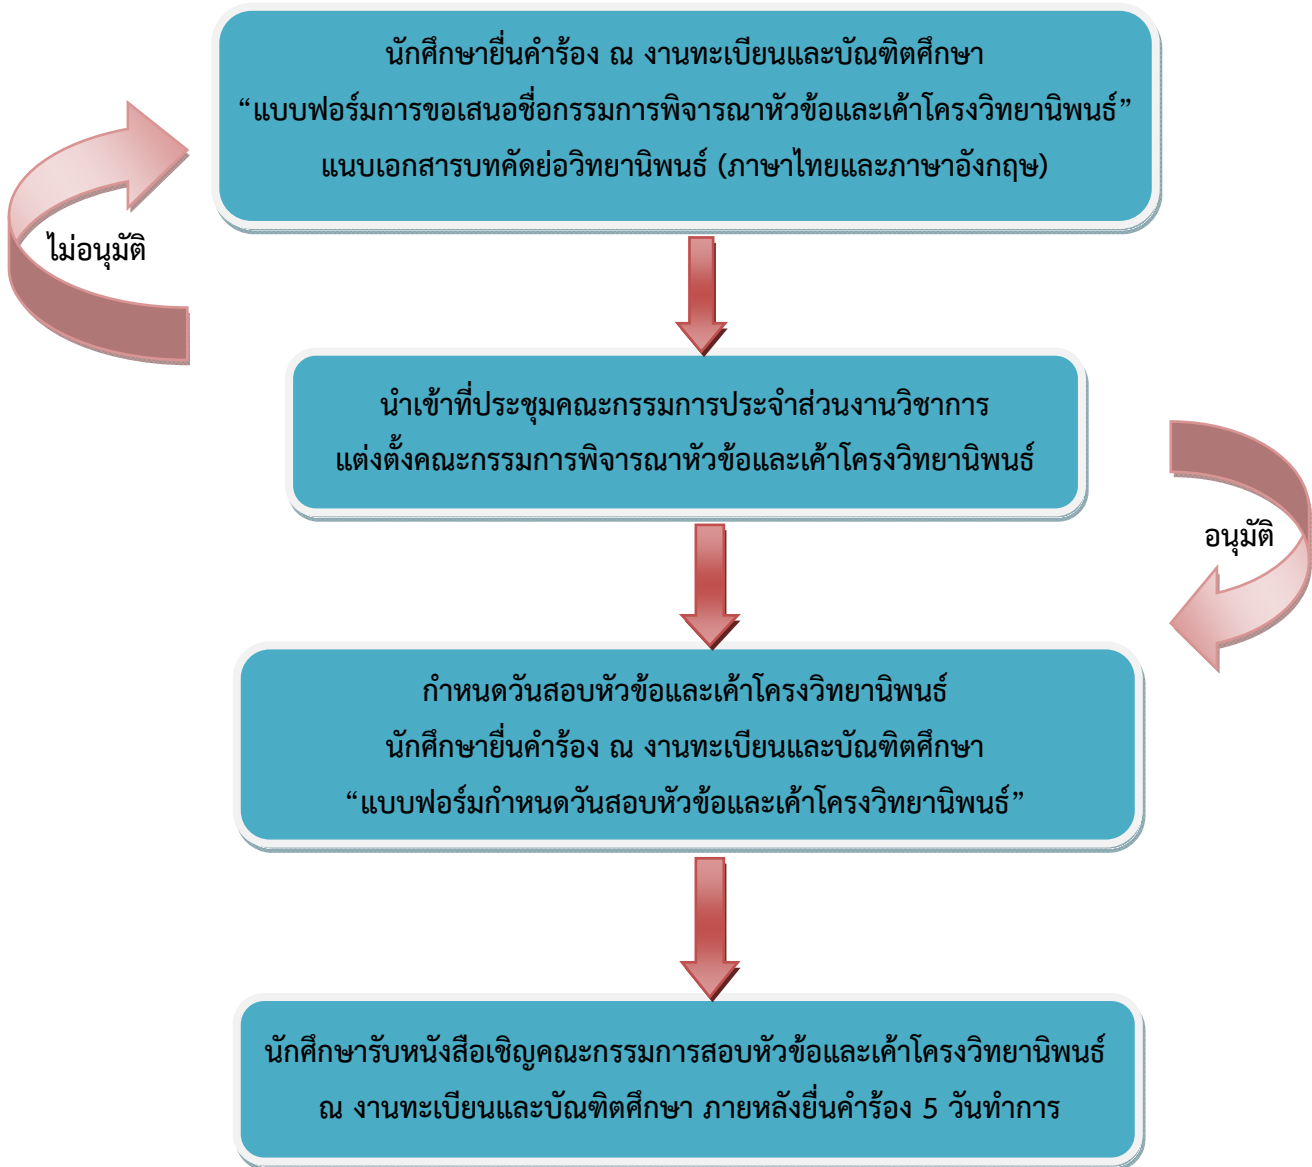 นักศึกษายื่นคำร้อง ณ งานทะเบียนและบัณฑิตศึกษา
“แบบฟอร์มการขอเสนอชื่อกรรมการพิจารณาหัวข้อและเค้าโครงวิทยานิพนธ์”
แนบเอกสารบทคัดย่อวิทยานิพนธ์ (ภาษาไทยและภาษาอังกฤษ)
ไม่อนุมัติ
นำเข้าที่ประชุมคณะกรรมการประจำส่วนงานวิชาการ
แต่งตั้งคณะกรรมการพิจารณาหัวข้อและเค้าโครงวิทยานิพนธ์
อนุมัติ
กำหนดวันสอบหัวข้อและเค้าโครงวิทยานิพนธ์
นักศึกษายื่นคำร้อง ณ งานทะเบียนและบัณฑิตศึกษา
“แบบฟอร์มกำหนดวันสอบหัวข้อและเค้าโครงวิทยานิพนธ์”
นักศึกษารับหนังสือเชิญคณะกรรมการสอบหัวข้อและเค้าโครงวิทยานิพนธ์
ณ งานทะเบียนและบัณฑิตศึกษา ภายหลังยื่นคำร้อง 5 วันทำการ